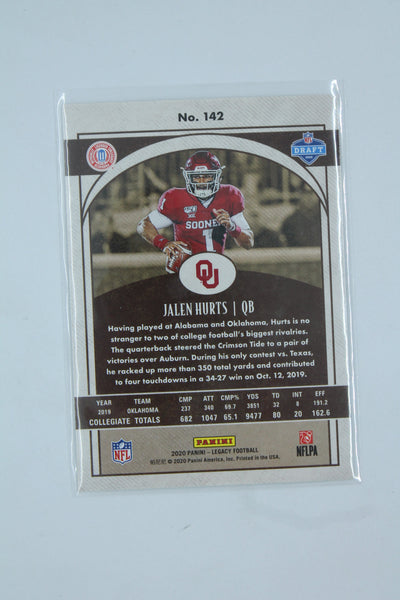 No. 142
NFL
DRAFT
SOONERS
1
OU
JALEN HURTS | QB
Having played at Alabama and Oklahoma, Hurts is no
stranger to two of college football's biggest rivalries.
The quarterback steered the Crimson Tide to a pair of
victories over Auburn. During his only contest vs. Texas,
he racked up more than 350 total yards and contributed
to four touchdowns in a 34-27 win on Oct. 12, 2019.
YEAR TEAM CMP ATT CMP% YDS TD INT EFF
2019 OKLAHOMA 237 340 69.7 3851 32 8 191.2
COLLEGIATE TOTALS 682 1047 65.1 9477 80 20 162.6
NFL
PANINI
NFLPA
2020 PANINI – LEGACY FOOTBALL
© 2020 Panini America, Inc. Printed in the USA.